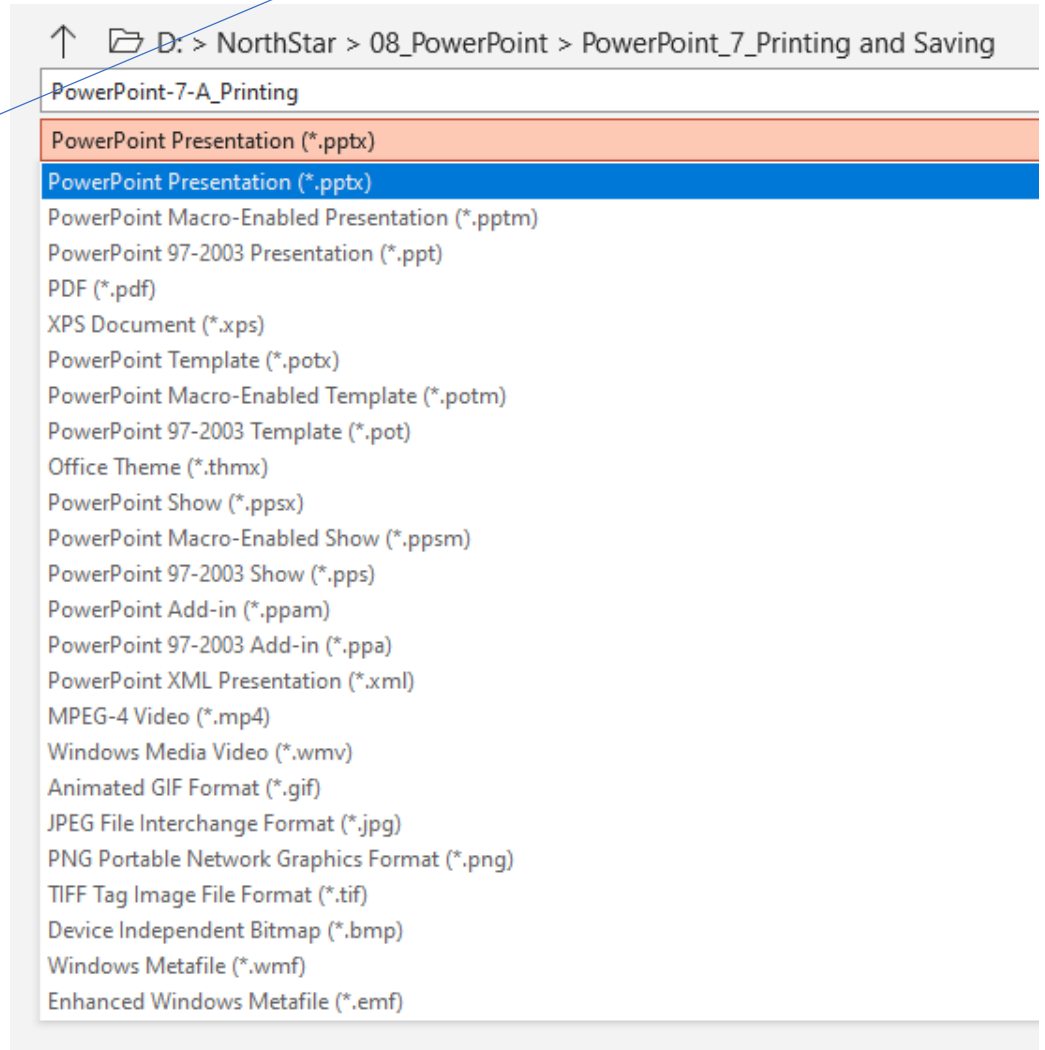 D: > NorthStar > 08_PowerPoint > PowerPoint_7_Printing and Saving
PowerPoint-7-A_Printing
PowerPoint Presentation (*.pptx)
PowerPoint Presentation (*.pptx)
PowerPoint Macro-Enabled Presentation (*.pptm)
PowerPoint 97-2003 Presentation (*.ppt)
PDF (*.pdf)
XPS Document (*.xps)
PowerPoint Template (*.potx)
PowerPoint Macro-Enabled Template (*.potm)
PowerPoint 97-2003 Template (*.pot)
Office Theme (*.thmx)
PowerPoint Show (*.ppsx)
PowerPoint Macro-Enabled Show (*.ppsm)
PowerPoint 97-2003 Show (*.pps)
PowerPoint Add-in (*.ppam)
PowerPoint 97-2003 Add-in (*.ppa)
PowerPoint XML Presentation (*.xml)
MPEG-4 Video (*.mp4)
Windows Media Video (*.wmv)
Animated GIF Format (*.gif)
JPEG File Interchange Format (*.jpg)
PNG Portable Network Graphics Format (*.png)
TIFF Tag Image File Format (*.tif)
Device Independent Bitmap (*.bmp)
Windows Metafile (*.wmf)
Enhanced Windows Metafile (*.emf)